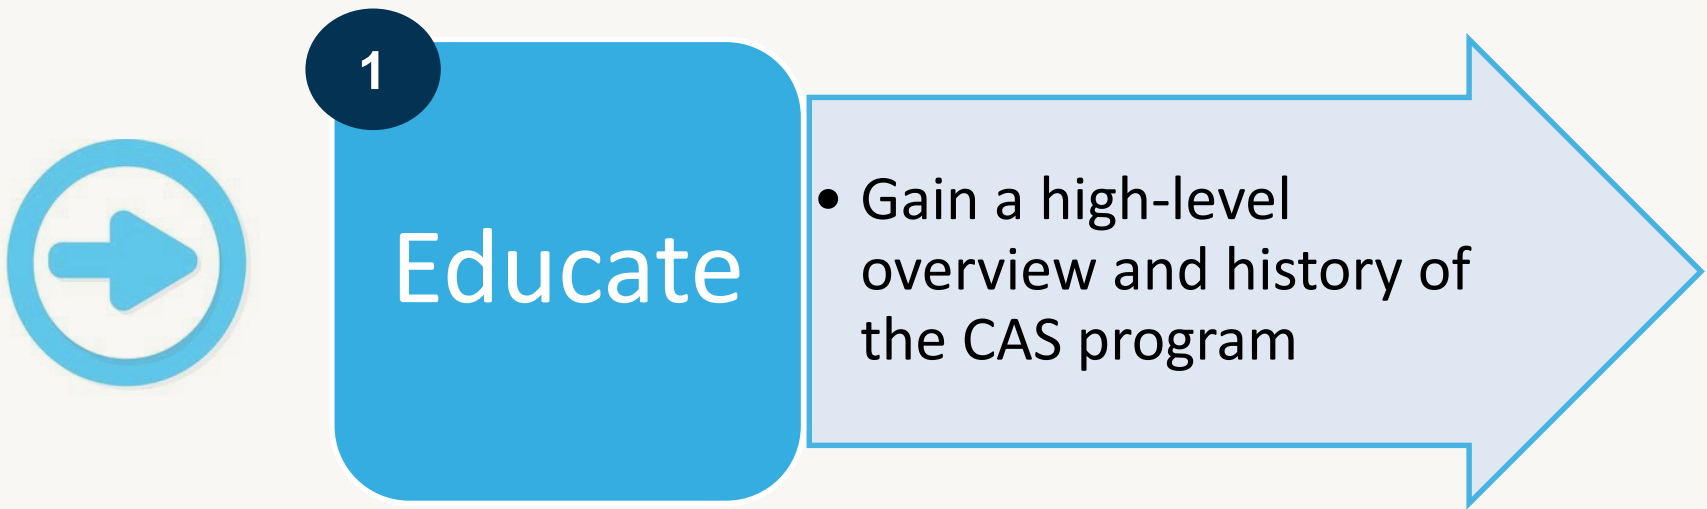 1
Educate
• Gain a high-level
overview and history of
the CAS program